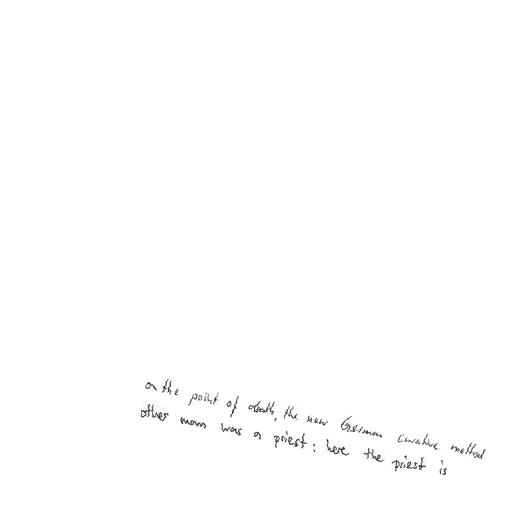 on the point of death, the new German curative method
other man was a priest: here the priest is